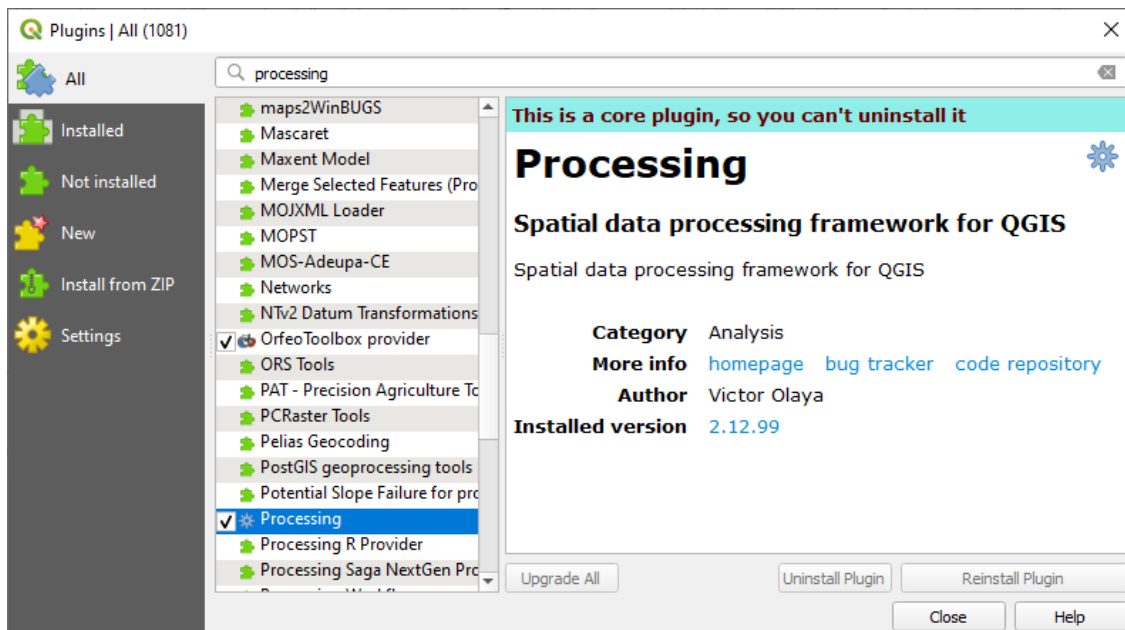 Plugins | All (1081)
All
Installed
Not installed
New
Install from ZIP
Settings
processing
maps2WinBUGS
Mascaret
Maxent Model
Merge Selected Features (Pro
MOJXML Loader
MOPST
MOS-Adeupa-CE
Networks
NTv2 Datum Transformations
OrfeoToolbox provider
ORS Tools
PAT - Precision Agriculture To
PCRaster Tools
Pelias Geocoding
PostGIS geoprocessing tools
Potential Slope Failure for pro
Processing
Processing R Provider
Processing Saga NextGen Pro
This is a core plugin, so you can't uninstall it
Processing
Spatial data processing framework for QGIS
Spatial data processing framework for QGIS
Category Analysis
More info homepage bug tracker code repository
Author Victor Olaya
Installed version 2.12.99
Upgrade All Uninstall Plugin Reinstall Plugin
Close Help